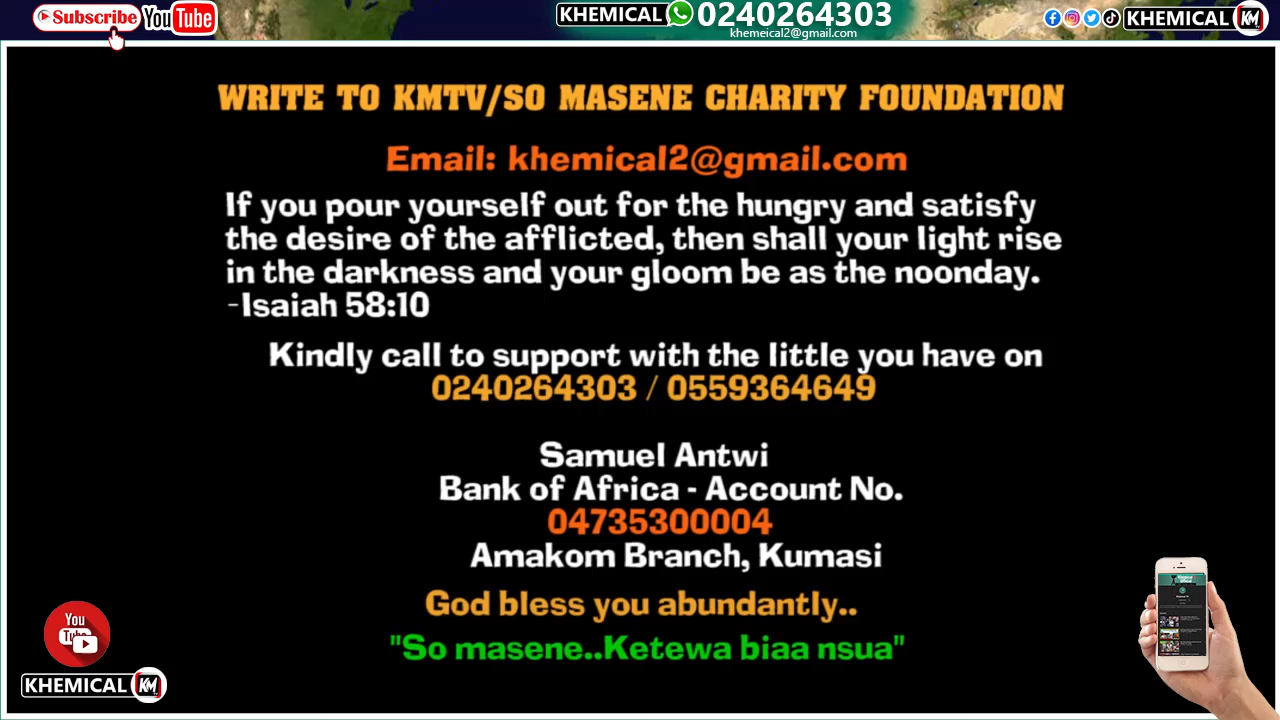 Subscribe YouTube
KHEMICAL 0240264303
khemeical2@gmail.com
KHEMICAL KM
WRITE TO KMTV/SO MASENE CHARITY FOUNDATION
Email: khemical2@gmail.com
If you pour yourself out for the hungry and satisfy
the desire of the afflicted, then shall your light rise
in the darkness and your gloom be as the noonday.
-Isaiah 58:10
Kindly call to support with the little you have on
0240264303 / 0559364649
Samuel Antwi
Bank of Africa - Account No.
04735300004
Amakom Branch, Kumasi
God bless you abundantly..
"So masene..Ketewa biaa nsua"
You
Tube
KHEMICAL KM